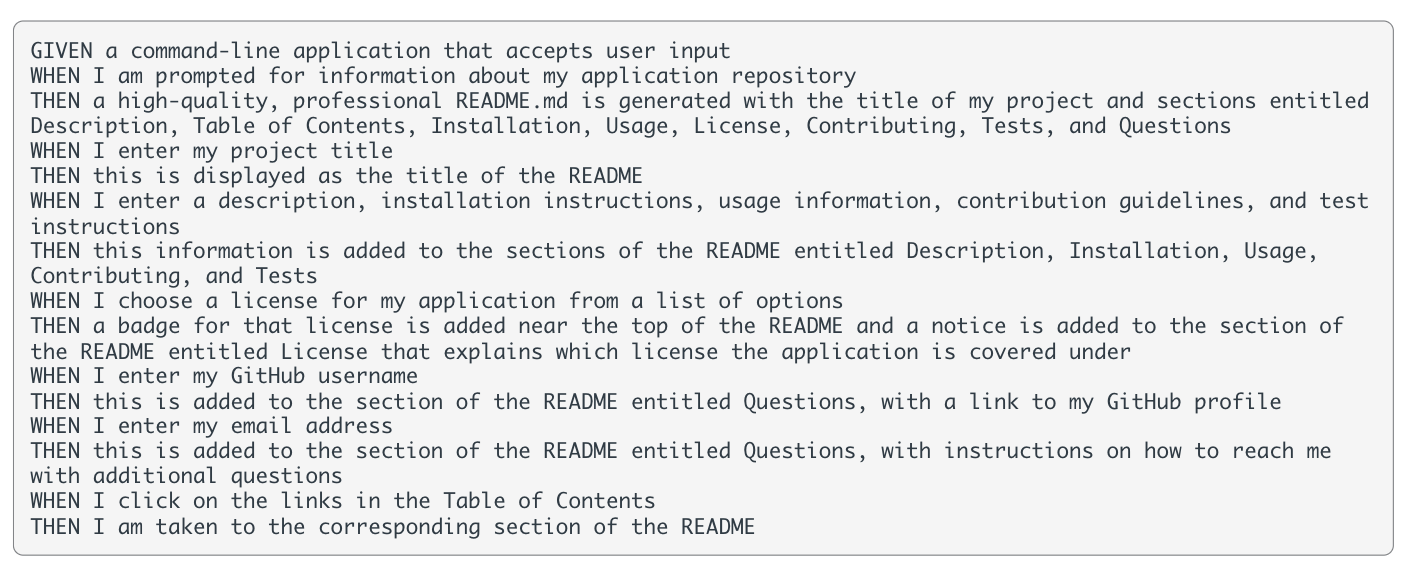 GIVEN a command-line application that accepts user input
WHEN I am prompted for information about my application repository
THEN a high-quality, professional README.md is generated with the title of my project and sections entitled
Description, Table of Contents, Installation, Usage, License, Contributing, Tests, and Questions
WHEN I enter my project title
THEN this is displayed as the title of the README
WHEN I enter a description, installation instructions, usage information, contribution guidelines, and test
instructions
THEN this information is added to the sections of the README entitled Description, Installation, Usage,
Contributing, and Tests
WHEN I choose a license for my application from a list of options
THEN a badge for that license is added near the top of the README and a notice is added to the section of
the README entitled License that explains which license the application is covered under
WHEN I enter my GitHub username
THEN this is added to the section of the README entitled Questions, with a link to my GitHub profile
WHEN I enter my email address
THEN this is added to the section of the README entitled Questions, with instructions on how to reach me
with additional questions
WHEN I click on the links in the Table of Contents
THEN I am taken to the corresponding section of the README